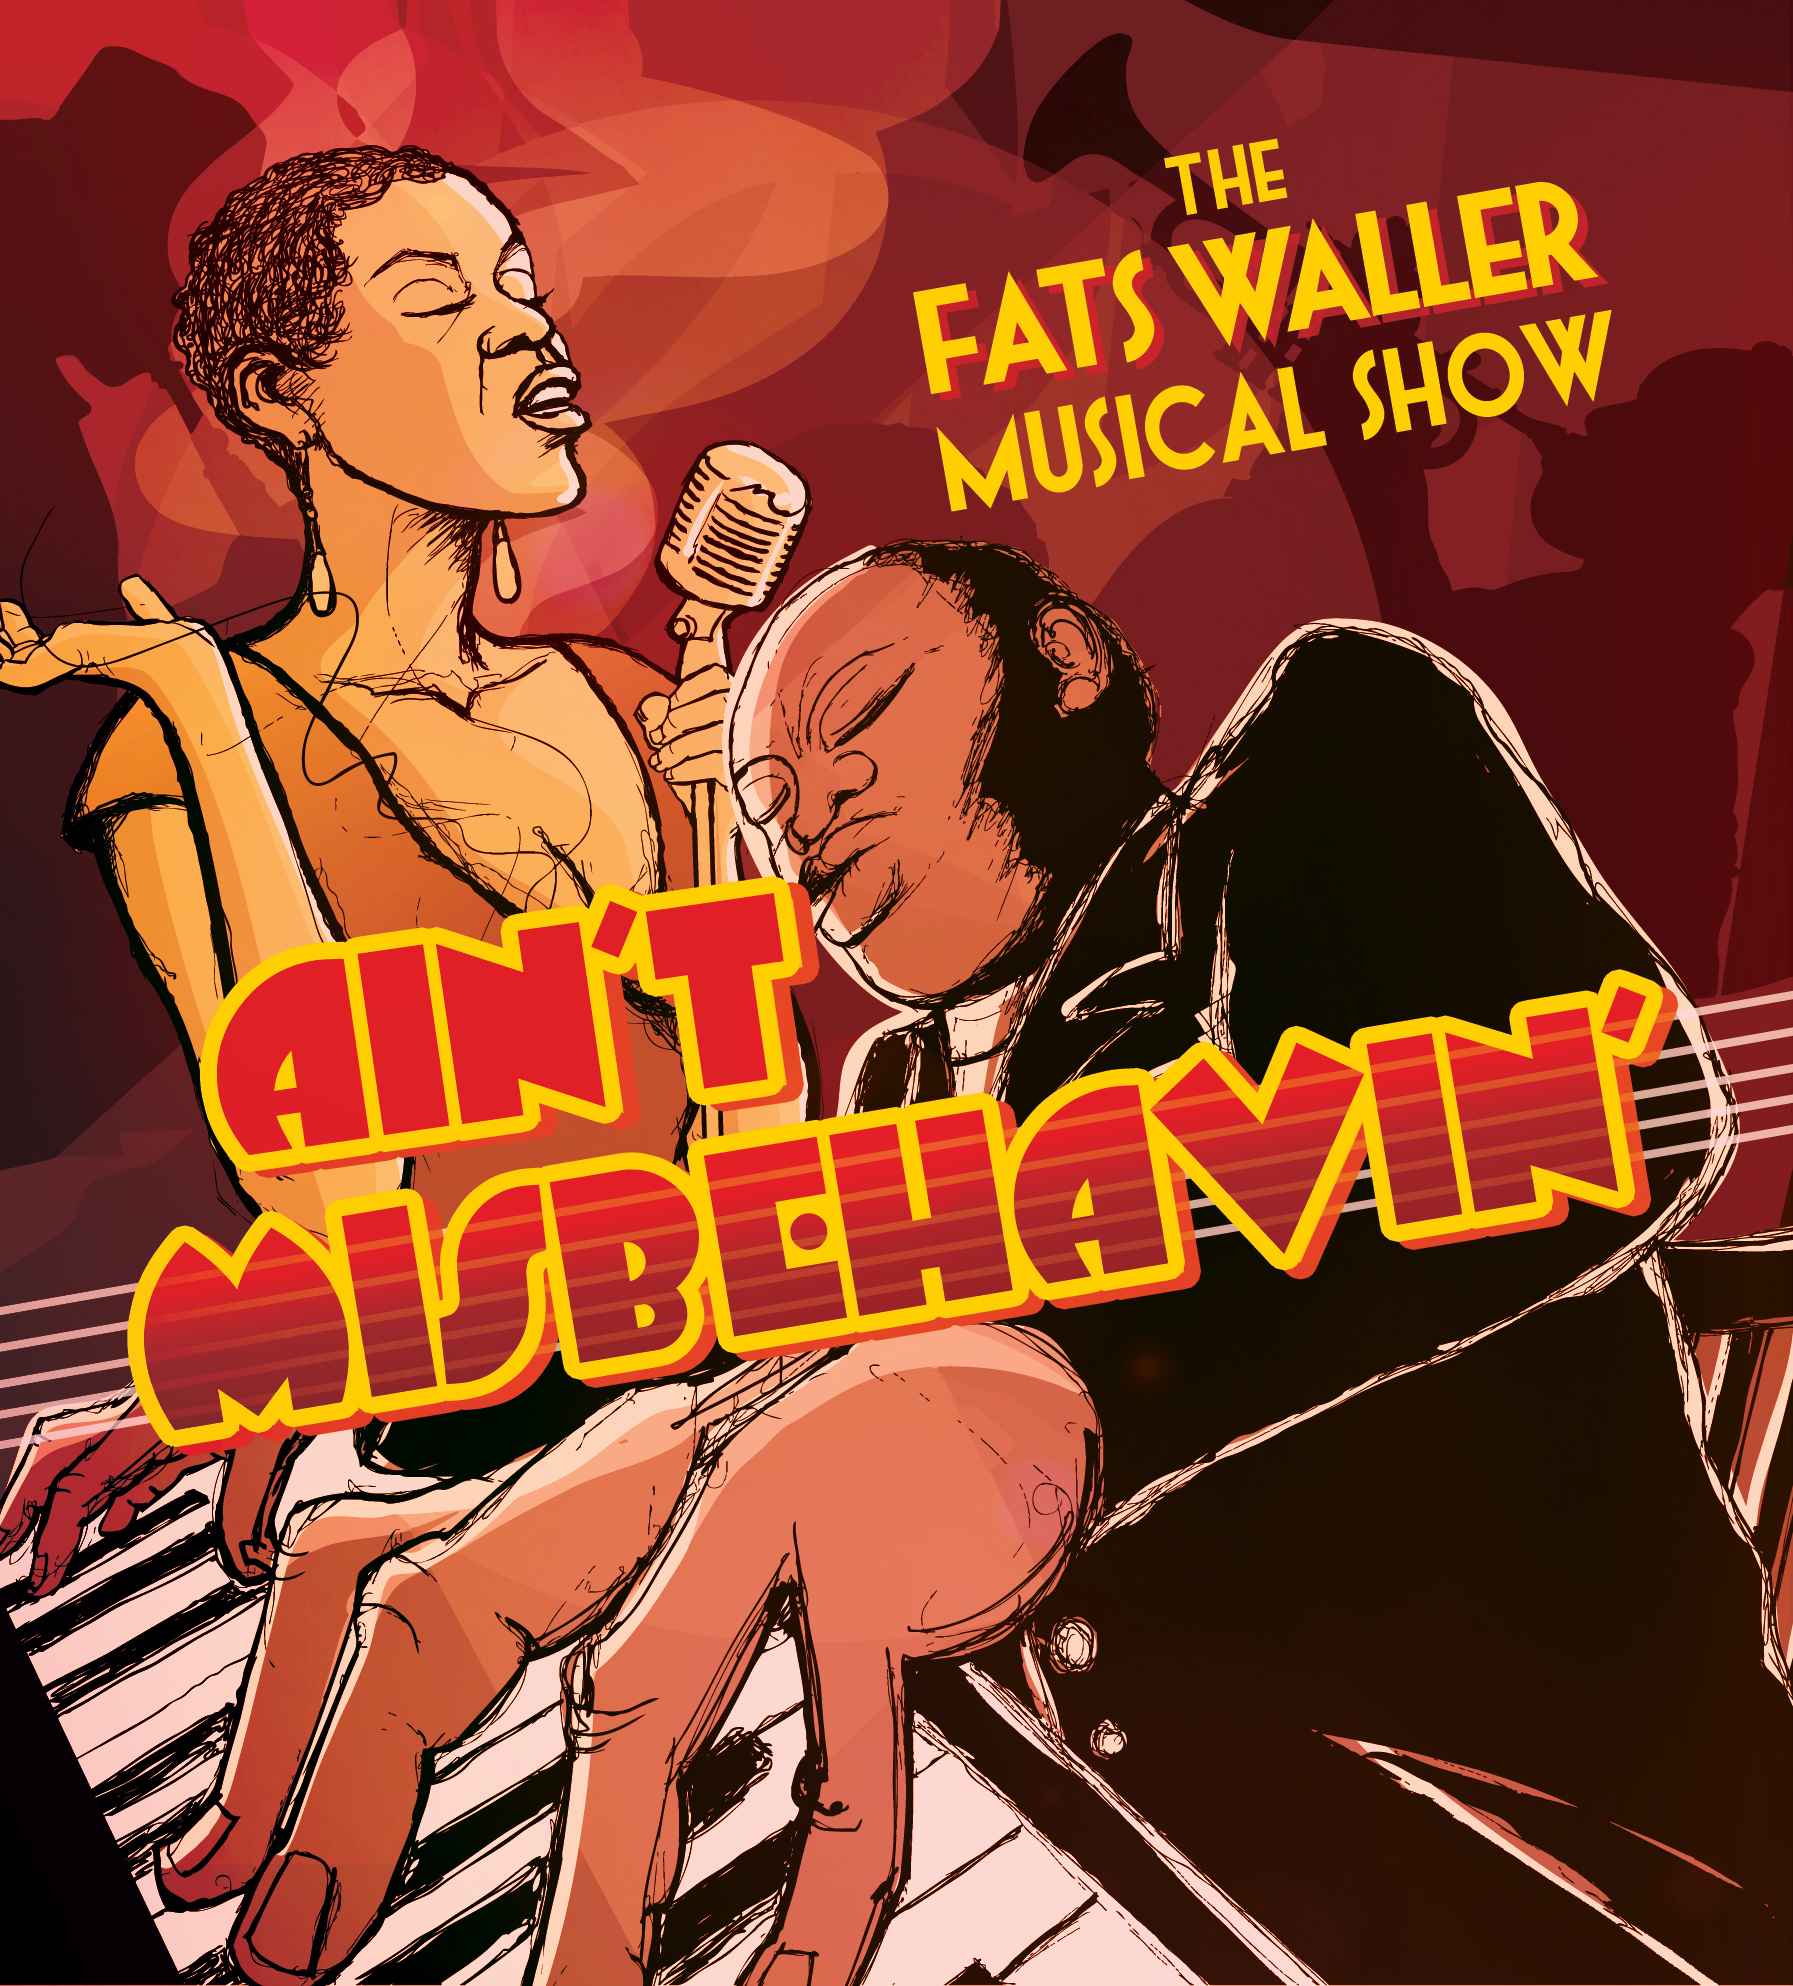 THE
FATS WALLER
MUSICAL SHOW
AIN'T
MISBEHAVIN'